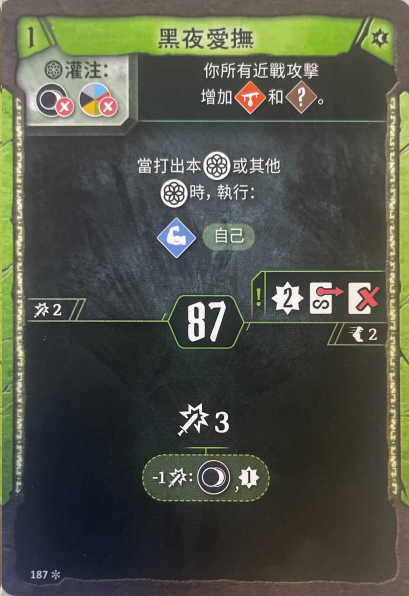 1 黑夜愛撫
灌注：
你所有近戰攻擊
增加 和 ? 。
當打出本 或其他
時，執行：
自己
2
87
! 2
2
3
-1 : , 1
187